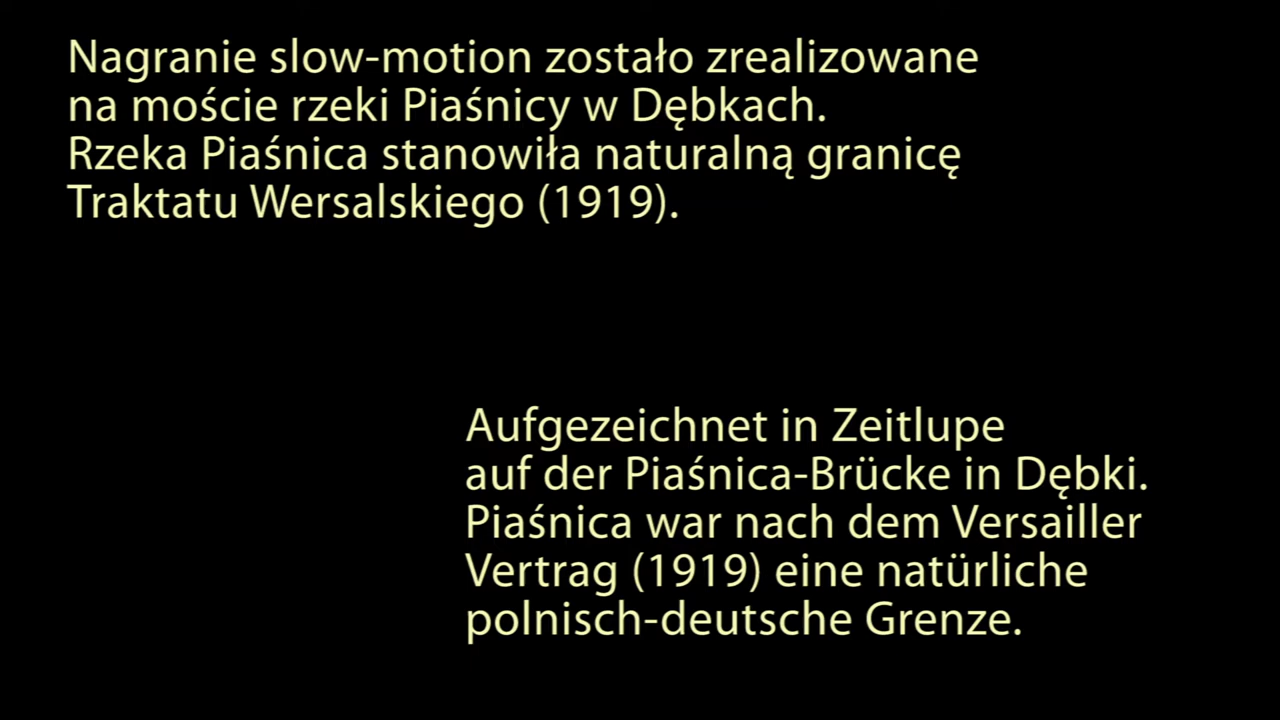 Nagranie slow-motion zostało zrealizowane
na moście rzeki Piaśnicy w Dębkach.
Rzeka Piaśnica stanowiła naturalną granicę
Traktatu Wersalskiego (1919).
Aufgezeichnet in Zeitlupe
auf der Piaśnica-Brücke in Dębki.
Piaśnica war nach dem Versailler
Vertrag (1919) eine natürliche
polnisch-deutsche Grenze.